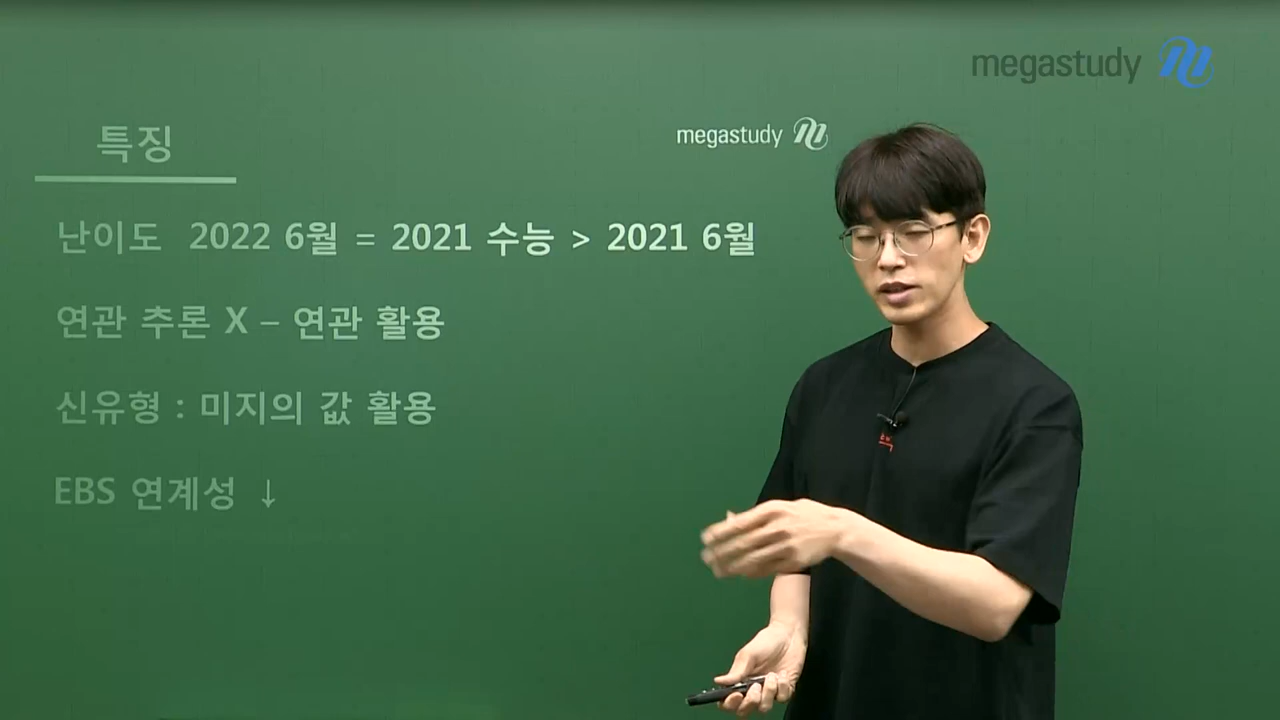 megastudy
megastudy
특징
난이도 2022 6월 = 2021 수능 > 2021 6월
연관 추론 X – 연관 활용
신유형 : 미지의 값 활용
EBS 연계성 ↓